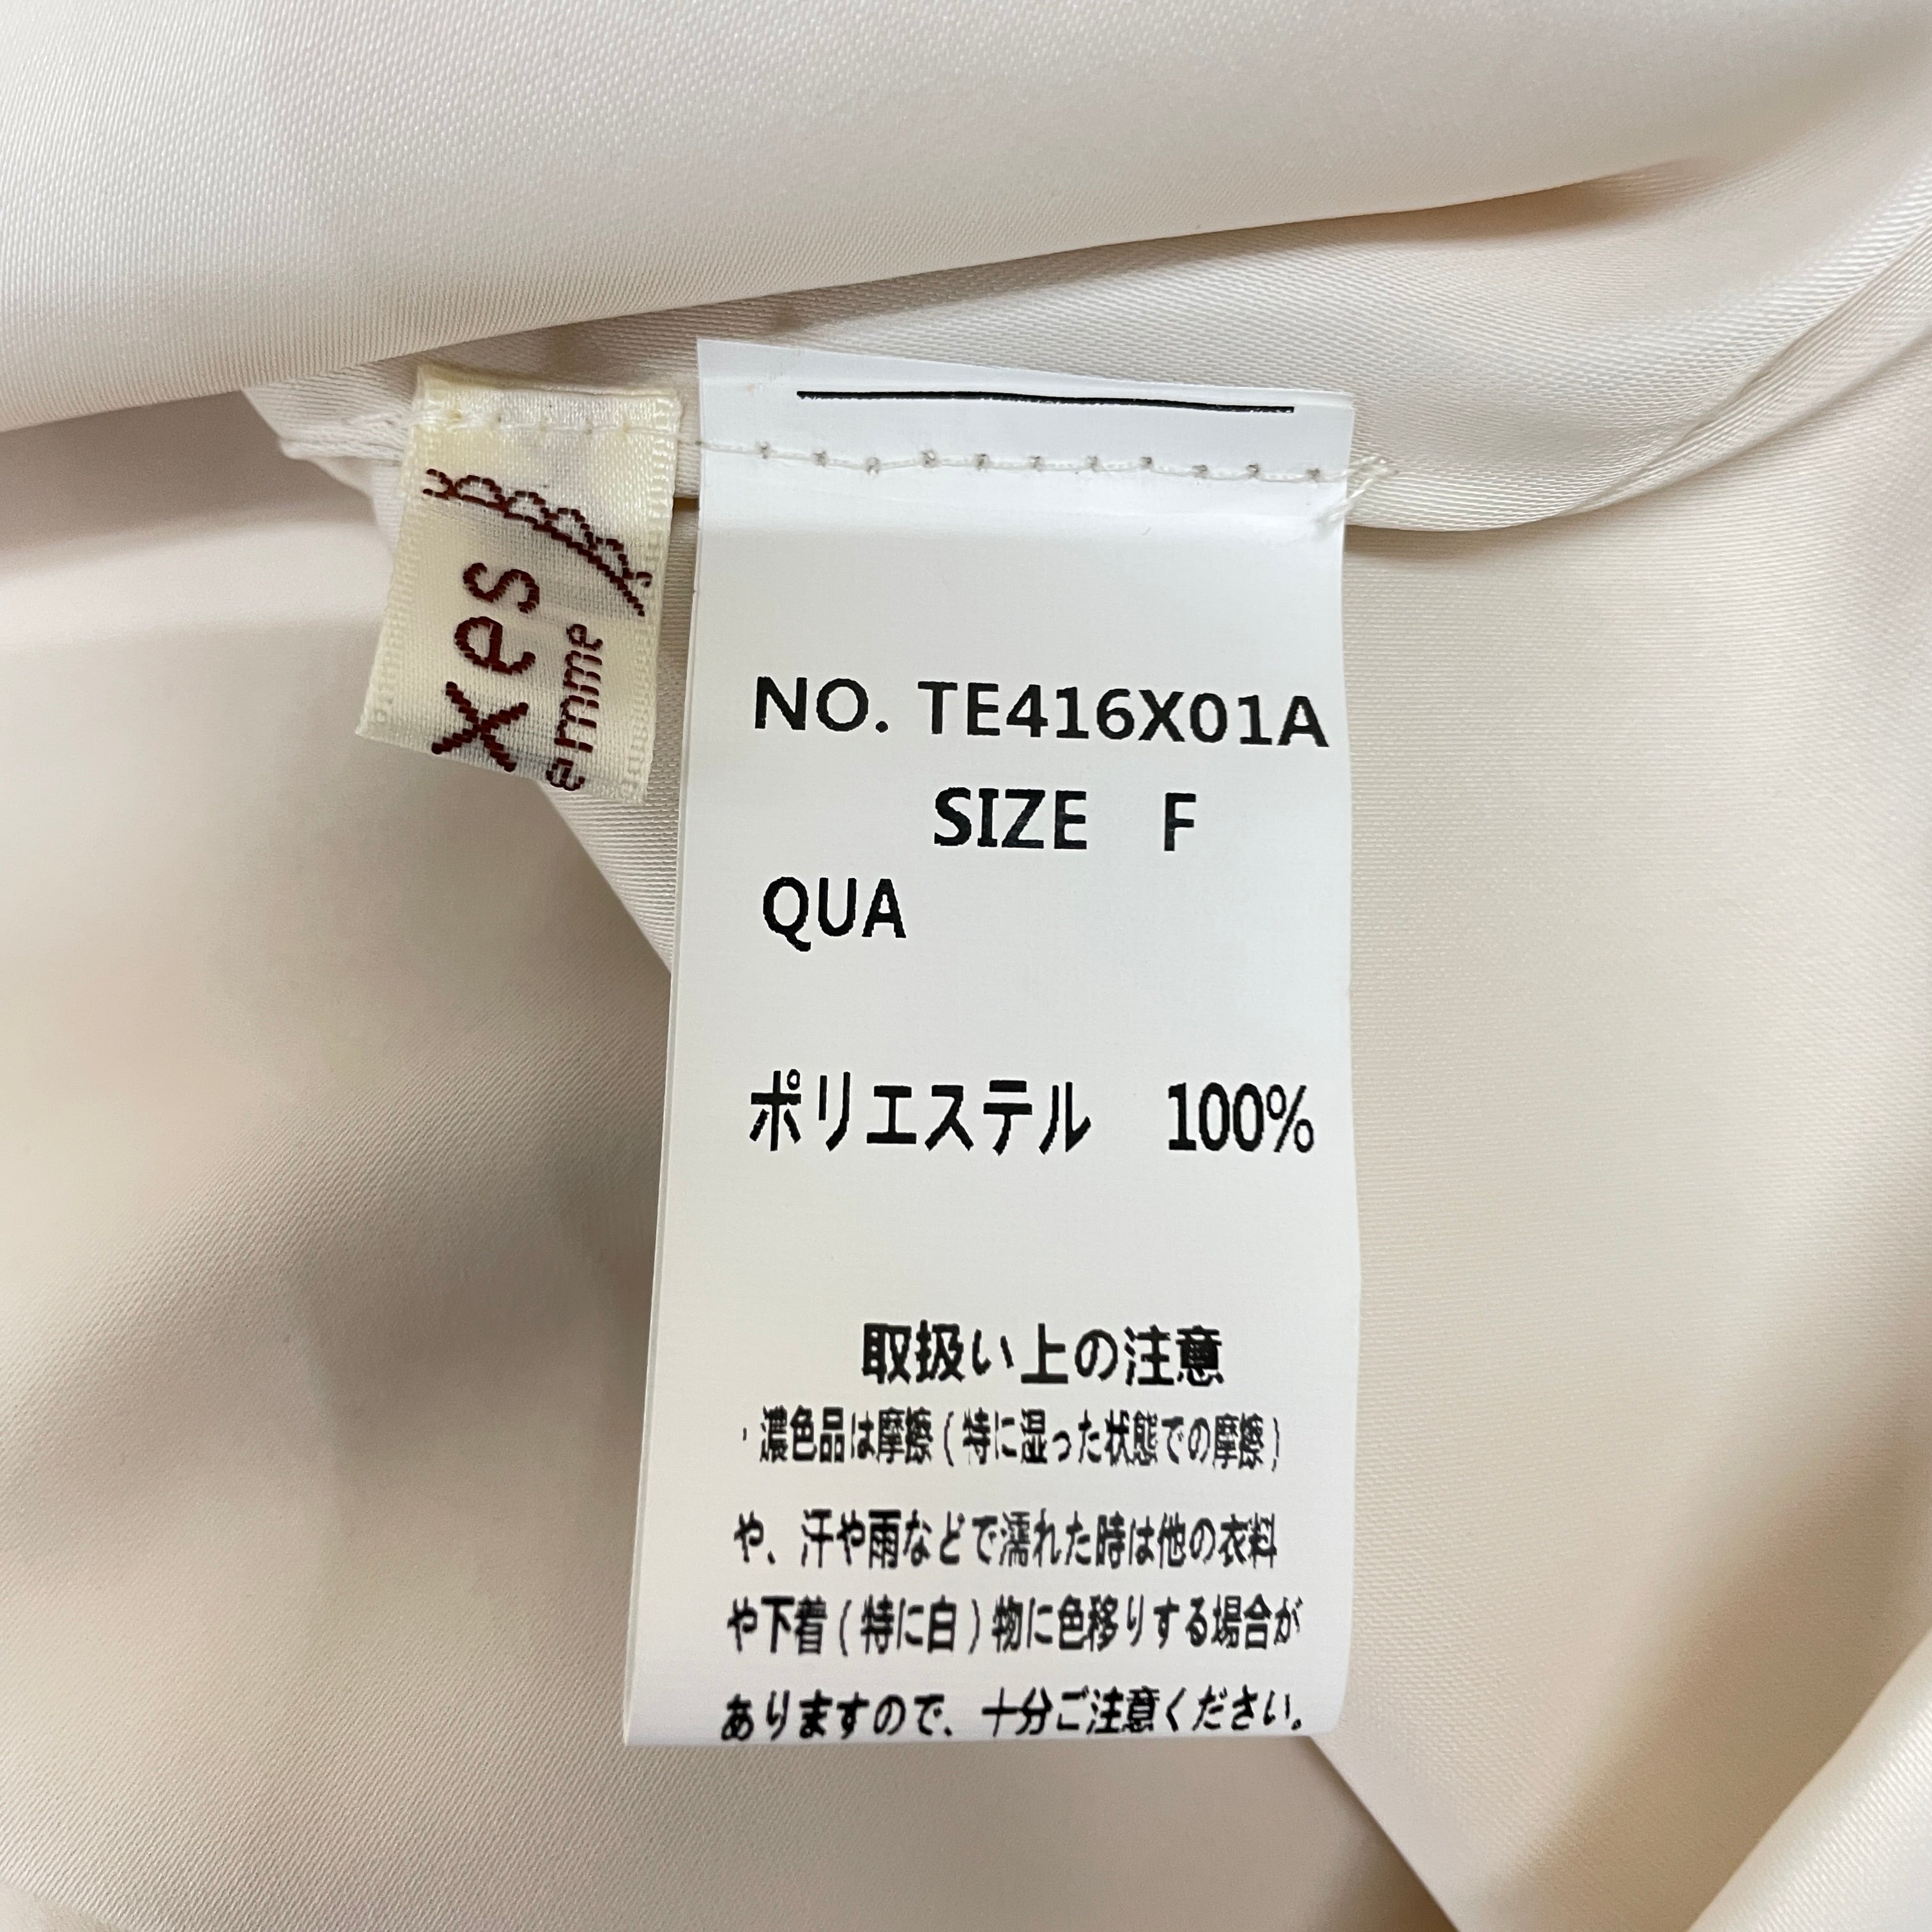 xes
emme
NO. TE416X01A
SIZE F
QUA
ポリエステル 100%
取扱い上の注意
・濃色品は摩擦(特に湿った状態での摩擦)
や、汗や雨などで濡れた時は他の衣料
や下着(特に白)物に色移りする場合が
ありますので、十分ご注意ください。